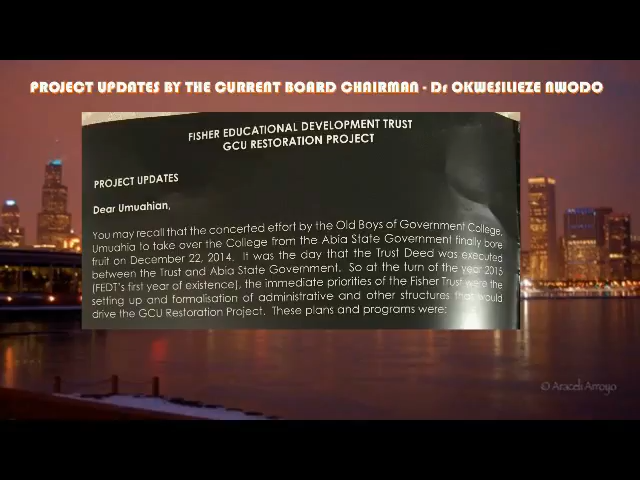 PROJECT UPDATES BY THE CURRENT BOARD CHAIRMAN - Dr OKWESILIEZE NWODO
FISHER EDUCATIONAL DEVELOPMENT TRUST
GCU RESTORATION PROJECT
PROJECT UPDATES
Dear Umuahian,
You may recall that the concerted effort by the Old Boys of Government College,
Umuahia to take over the College from the Abia State Government finally bore
fruit on December 22, 2014. It was the day that the Trust Deed was executed
between the Trust and Abia State Government. So at the turn of the year 2015
(FEDT's first year of existence), the immediate priorities of the Fisher Trust were the
setting up and formalisation of administrative and other structures that would
drive the GCU Restoration Project. These plans and programs were:
© Araceli Arroyo